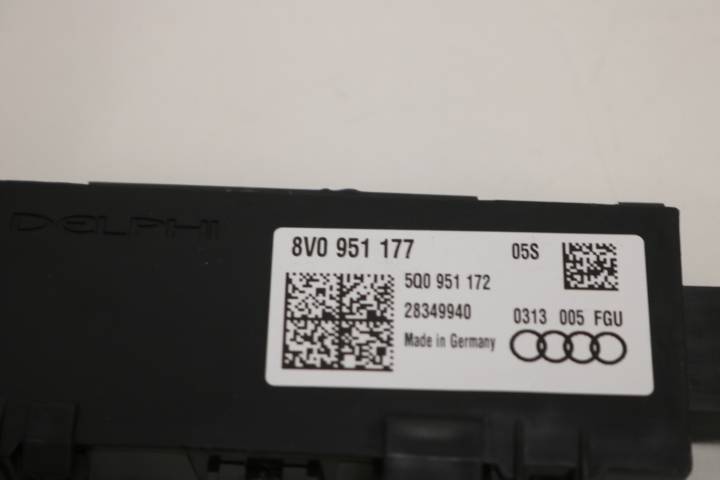 DELPHI
8V0 951 177 05S
5Q0 951 172
28349940 0313 005 FGU
Made in Germany